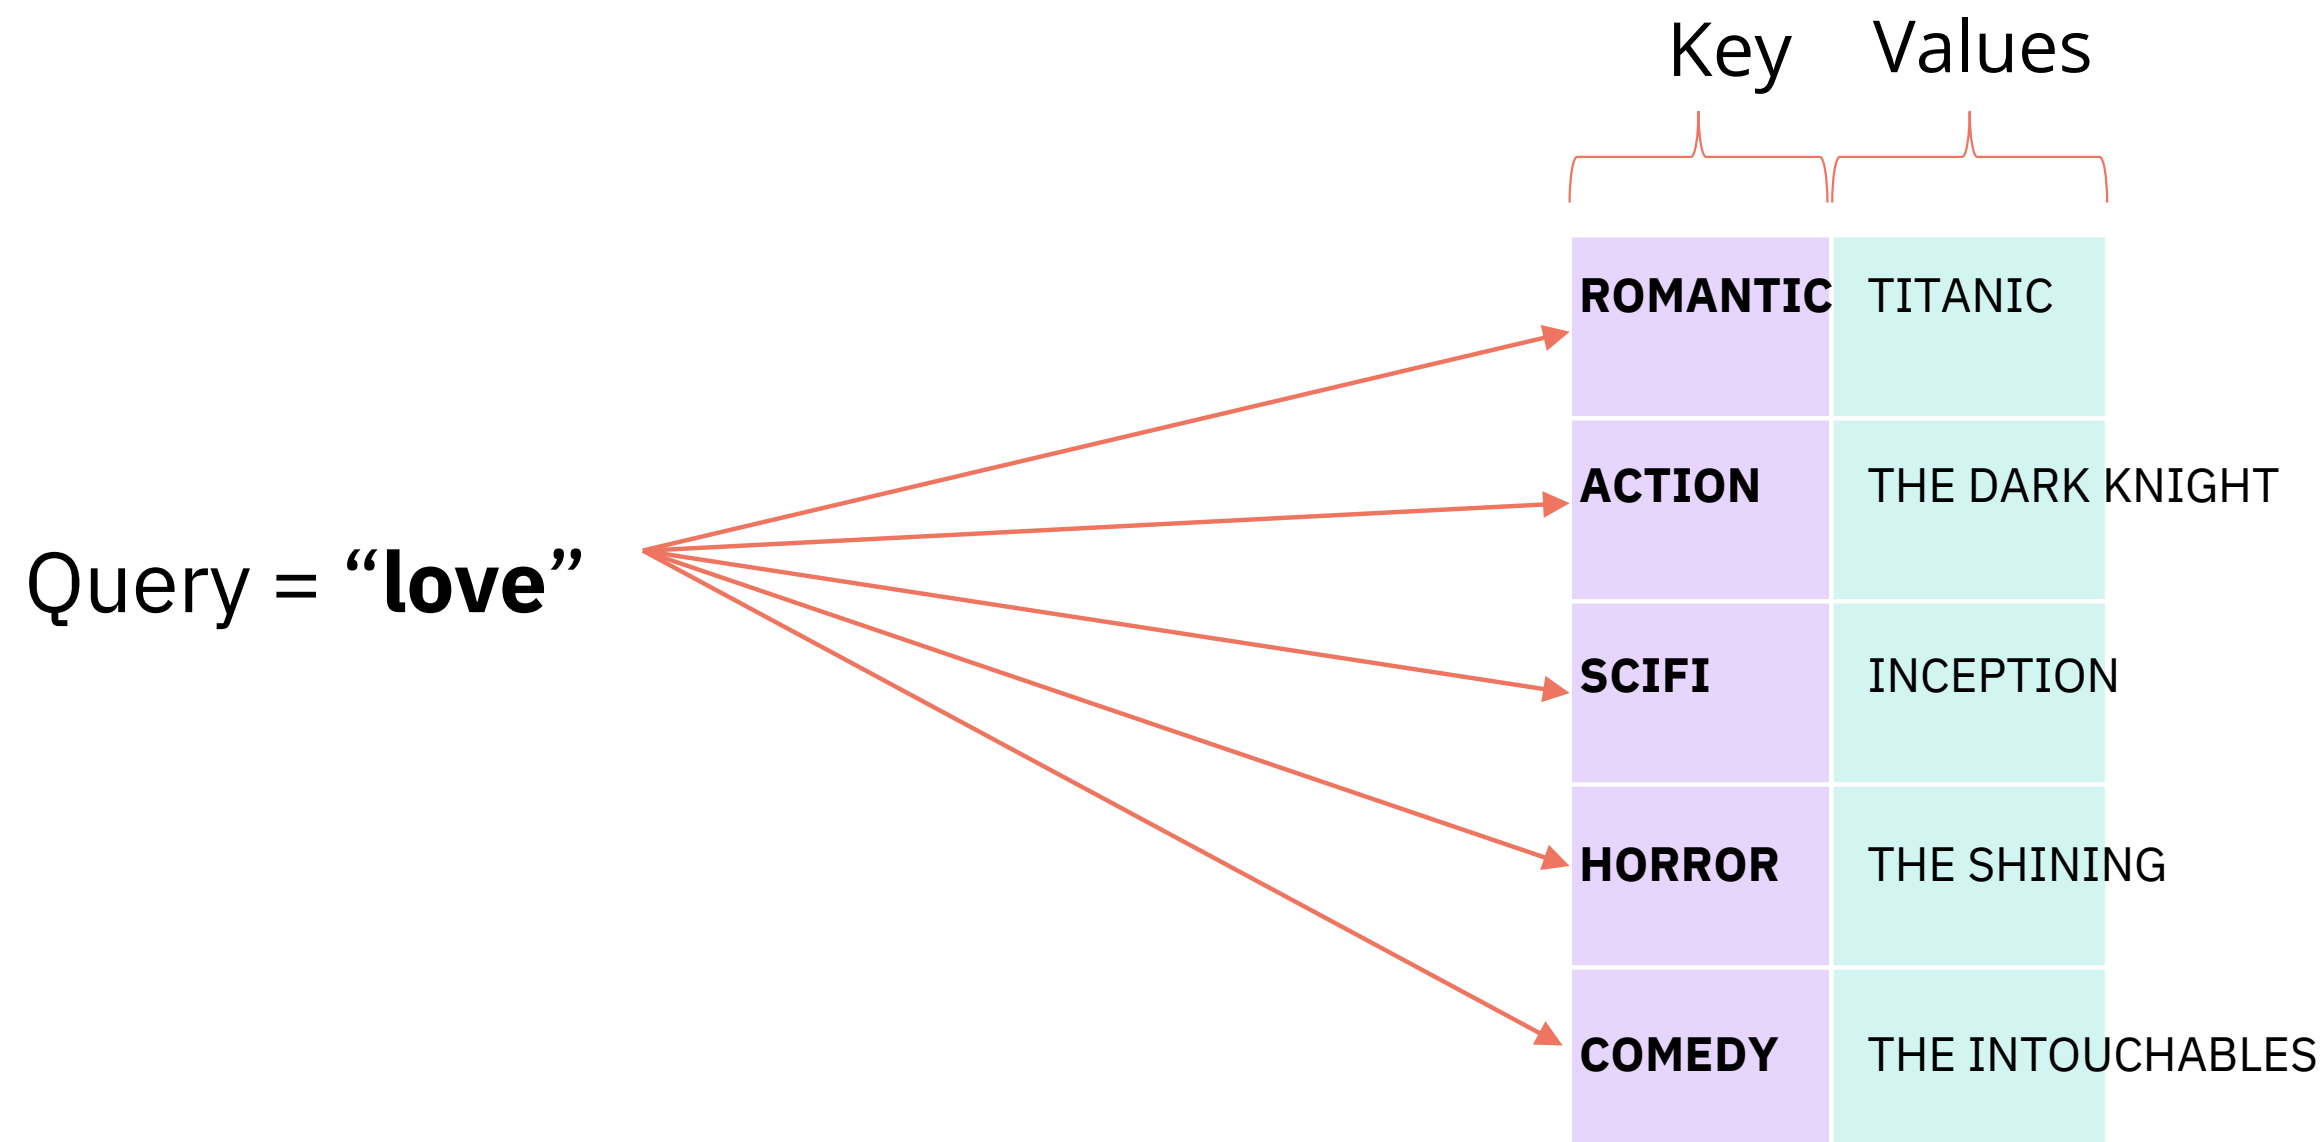 Key Values
ROMANTIC TITANIC
ACTION THE DARK KNIGHT
Query = “love”
SCIFI INCEPTION
HORROR THE SHINING
COMEDY THE INTOUCHABLES